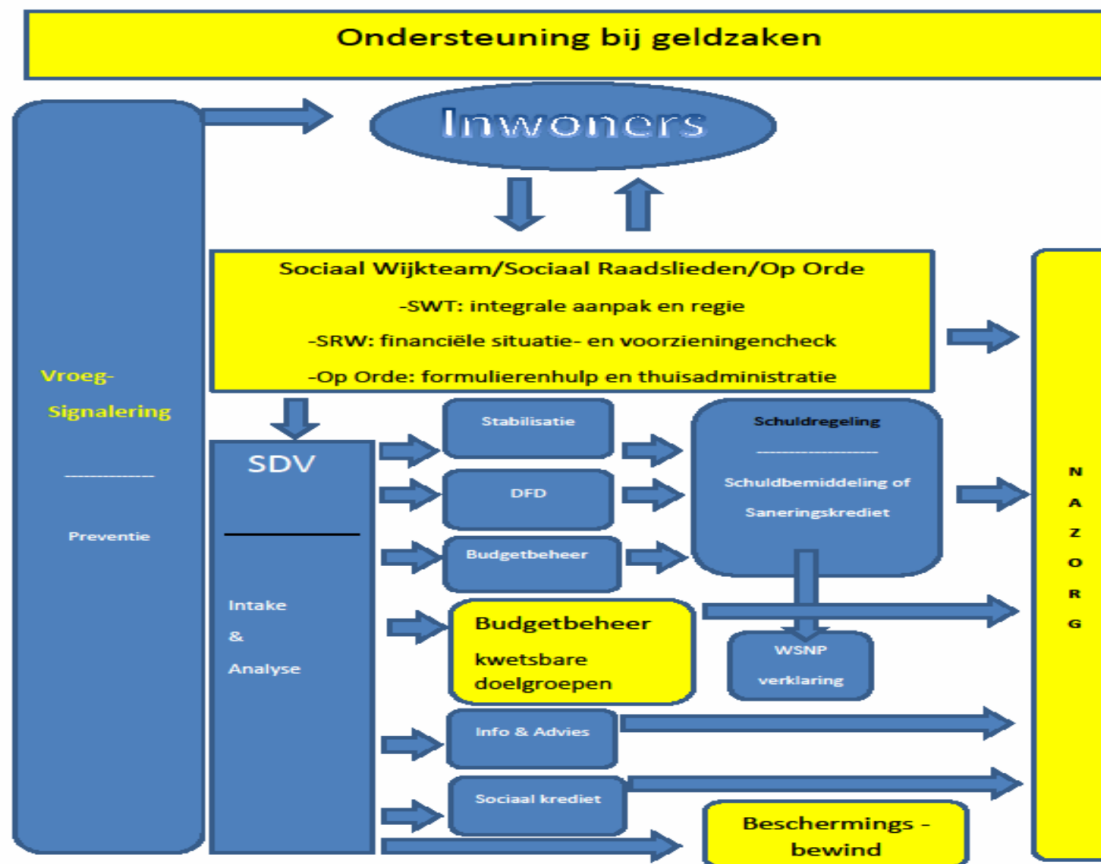 Ondersteuning bij geldzaken
Inwoners
Sociaal Wijkteam/Sociaal Raadslieden/Op Orde
-SWT: integrale aanpak en regie
-SRW: financiële situatie- en voorzieningencheck
-Op Orde: formulierenhulp en thuisadministratie
Vroeg-
Signalering
--------------
Preventie
SDV
Intake
&
Analyse
Stabilisatie
DFD
Budgetbeheer
Budgetbeheer
kwetsbare
doelgroepen
Info & Advies
Sociaal krediet
Schuldregeling
-------------------
Schuldbemiddeling of
Saneringskrediet
WSNP
verklaring
Beschermings -
bewind
N
A
Z
O
R
G